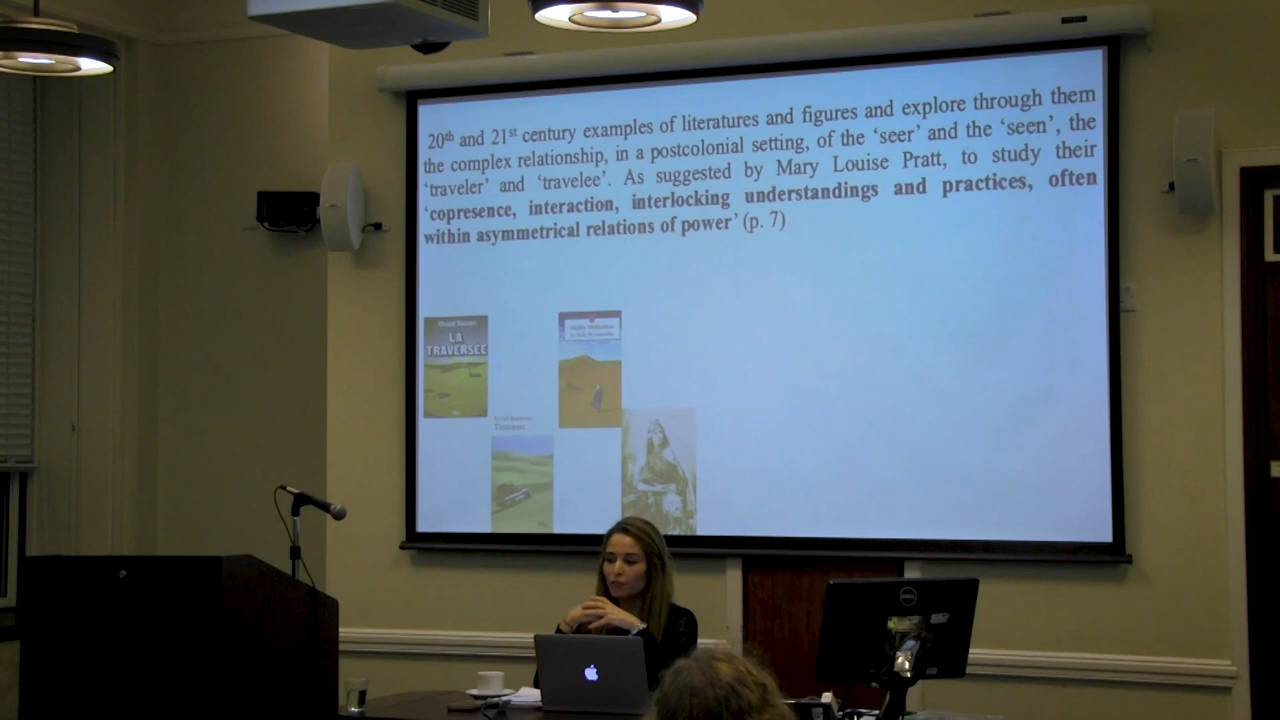 20th and 21st century examples of literatures and figures and explore through them
the complex relationship, in a postcolonial setting, of the ‘seer’ and the ‘seen’, the
‘traveler’ and ‘travelee’. As suggested by Mary Louise Pratt, to study their
‘copresence, interaction, interlocking understandings and practices, often
within asymmetrical relations of power’ (p. 7)
LA
TRAVERSÉE
DELL